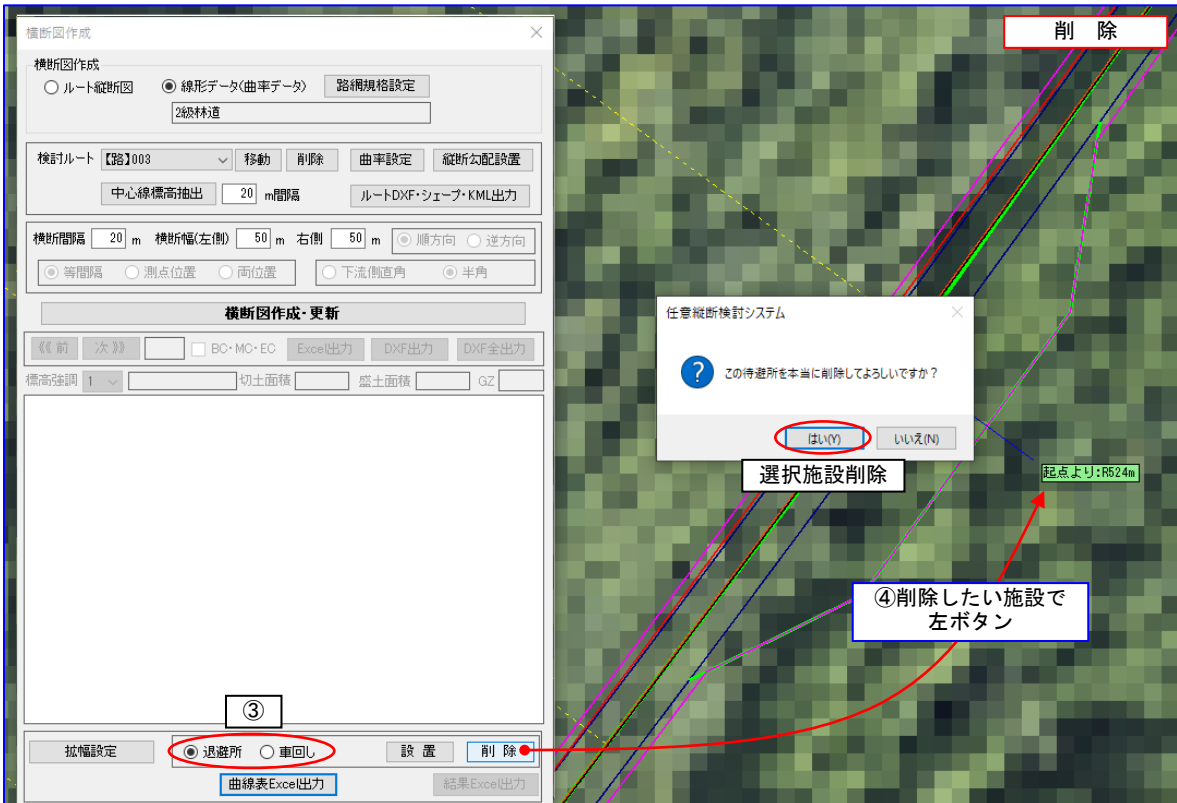 横断図作成
削 除
横断図作成
ルート縦断図 線形データ(曲率データ) 路網規格設定
2級林道
検討ルート 【路】003 移動 削除 曲率設定 縦断勾配設置
中心線標高抽出 20 m間隔 ルートDXF・シェープ・KML出力
横断間隔 20 m 横断幅(左側) 50 m 右側 50 m 順方向 逆方向
等間隔 測点位置 両位置 下流側直角 半角
横断図作成・更新
《《 前 次 》》 BC・MC・EC Excel出力 DXF出力 DXF全出力
標高強調 1 切土面積 盛土面積 GZ
任意縦断検討システム
この待避所を本当に削除してよろしいですか？
はい(Y) いいえ(N)
選択施設削除
起点より:R524m
④削除したい施設で
左ボタン
③
拡幅設定 退避所 車回し 設 置 削 除
曲線表Excel出力 結果Excel出力